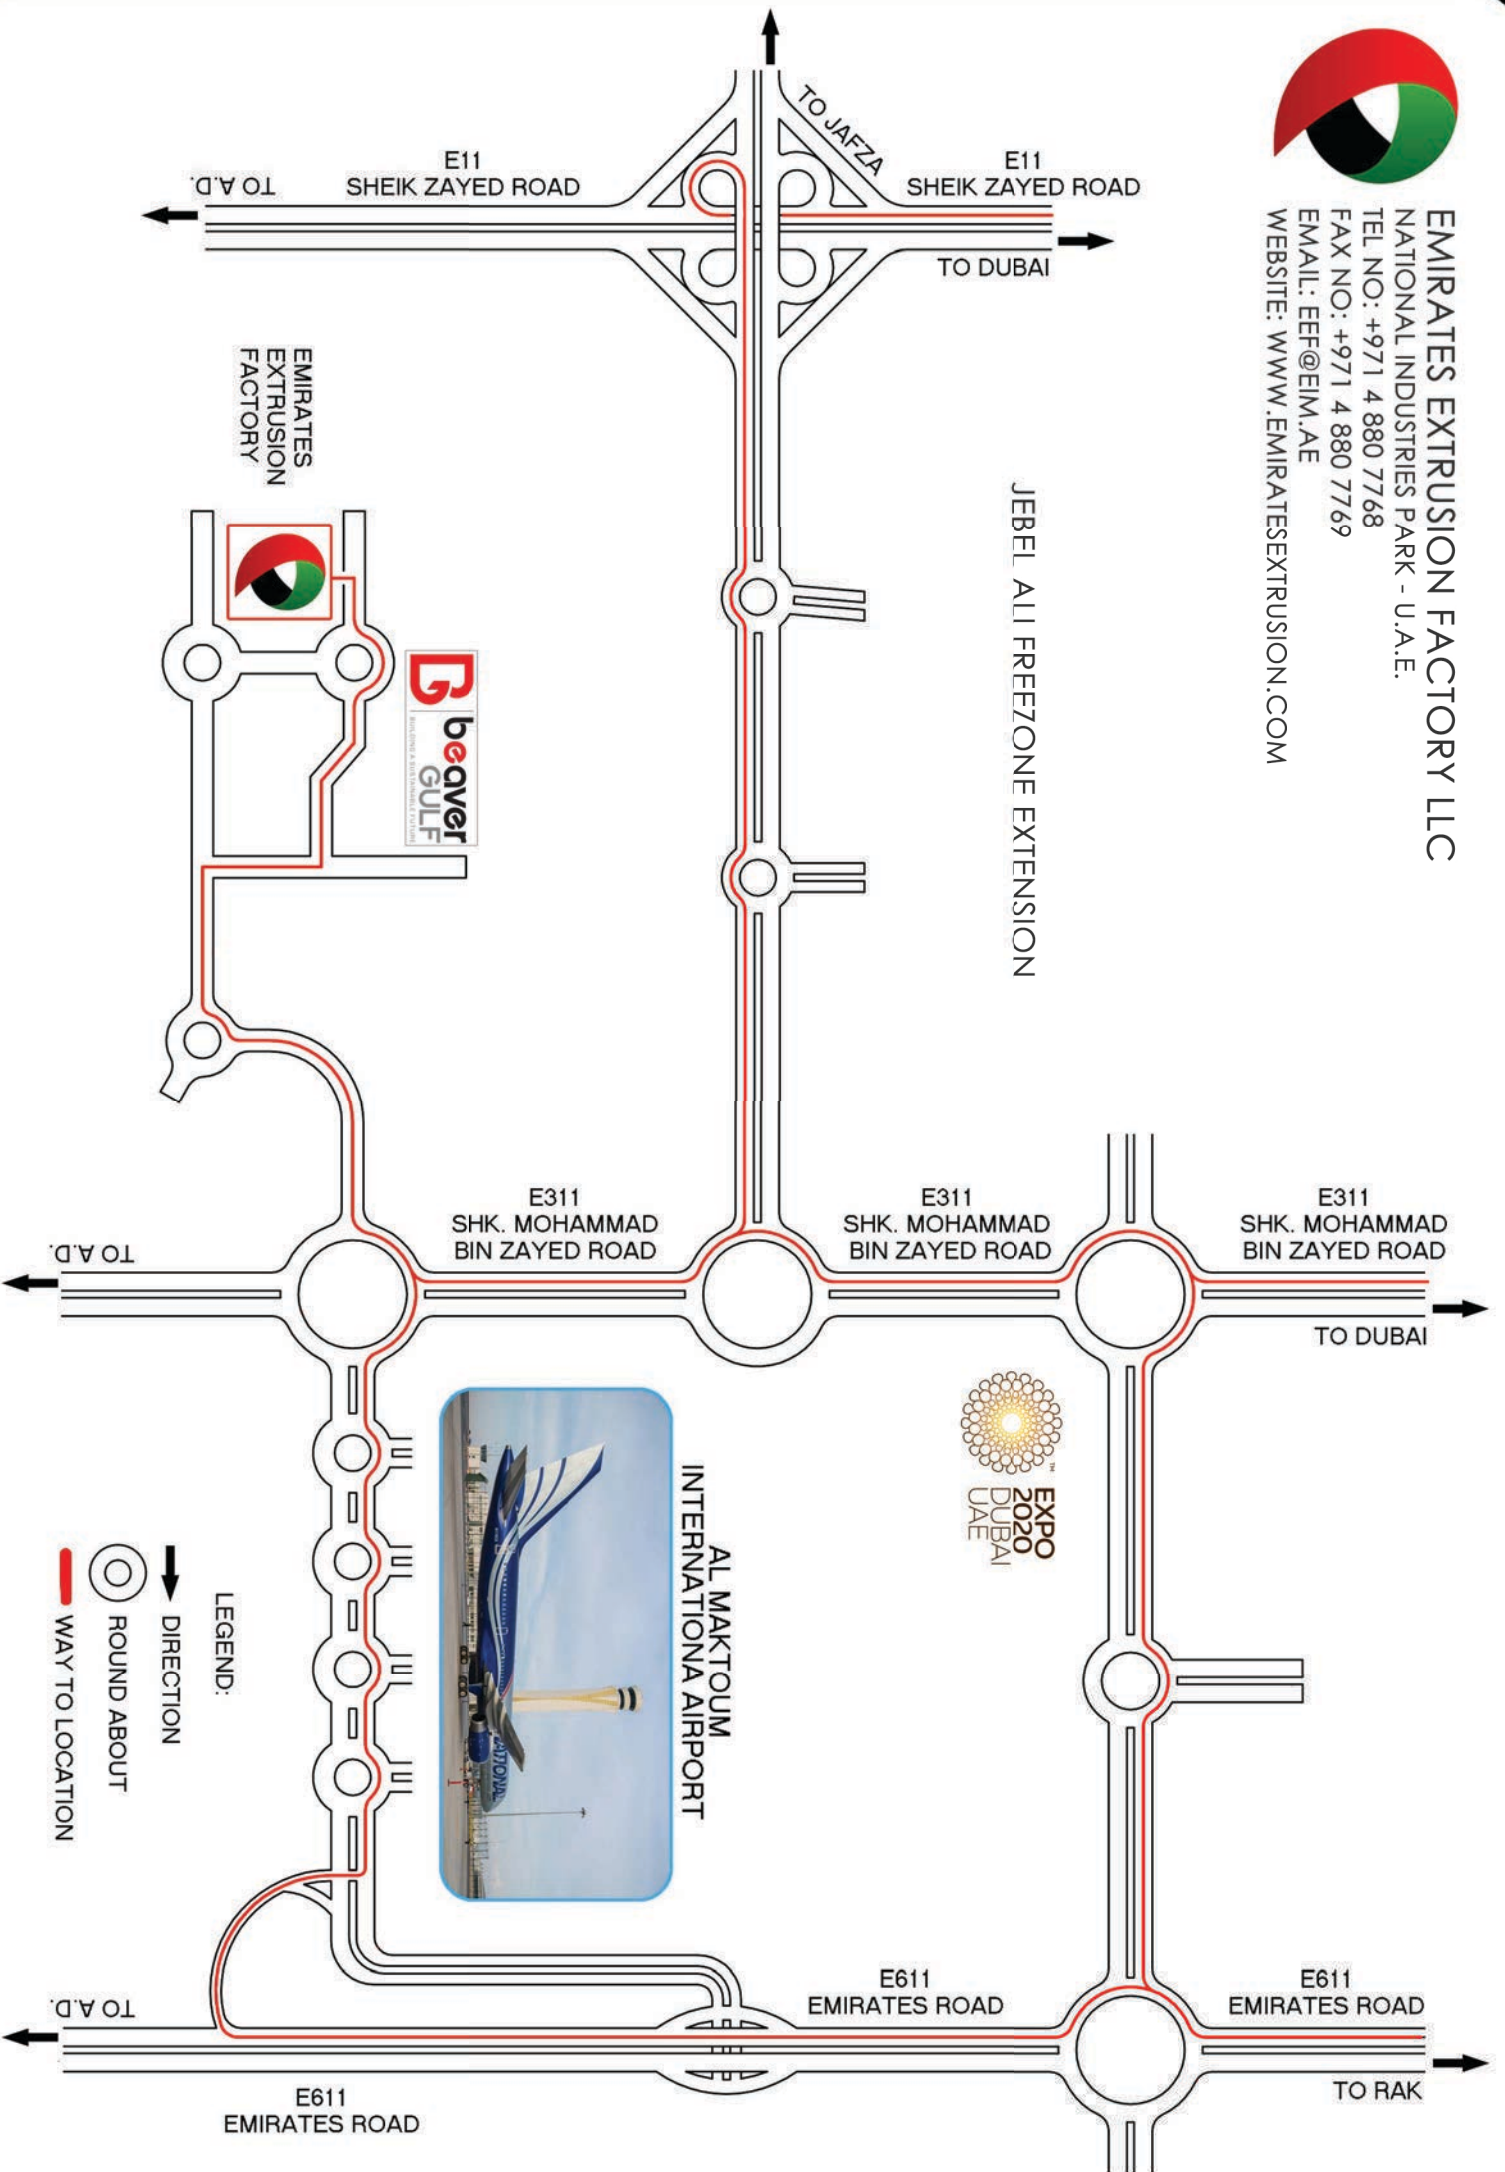 EMIRATES EXTRUSION FACTORY LLC
NATIONAL INDUSTRIES PARK - U.A.E.
TEL NO: +971 4 880 7768
FAX NO: +971 4 880 7769
EMAIL: EEF@EIM.AE
WEBSITE: WWW.EMIRATESEXTRUSION.COM
TO JAFZA
E11
SHEIK ZAYED ROAD
TO A.D.
E11
SHEIK ZAYED ROAD
TO DUBAI
JEBEL ALI FREEZONE EXTENSION
EMIRATES
EXTRUSION
FACTORY
beaver
GULF
BUILDING A SUSTAINABLE FUTURE
E311
SHK. MOHAMMAD
BIN ZAYED ROAD
E311
SHK. MOHAMMAD
BIN ZAYED ROAD
E311
SHK. MOHAMMAD
BIN ZAYED ROAD
TO A.D.
TO DUBAI
EXPO
2020
DUBAI
UAE
TM
AL MAKTOUM
INTERNATIONA AIRPORT
NATIONAL
LEGEND:
DIRECTION
ROUND ABOUT
WAY TO LOCATION
E611
EMIRATES ROAD
E611
EMIRATES ROAD
TO A.D.
TO RAK
E611
EMIRATES ROAD